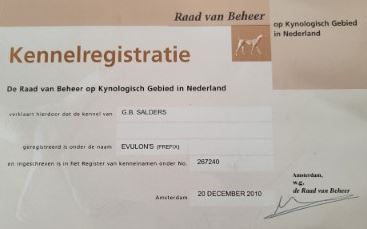 Raad van Beheer
op Kynologisch Gebied
in Nederland
Kennelregistratie
De Raad van Beheer op Kynologisch Gebied in Nederland
verklaart hierdoor dat de kennel van G.B. SALDERS
geregistreerd is onder de naam EVULON'S (PREFIX)
en ingeschreven is in het Register van kennelnamen onder No. 267240
Amsterdam, 20 DECEMBER 2010
Amsterdam,
w.g.
de Raad van Beheer